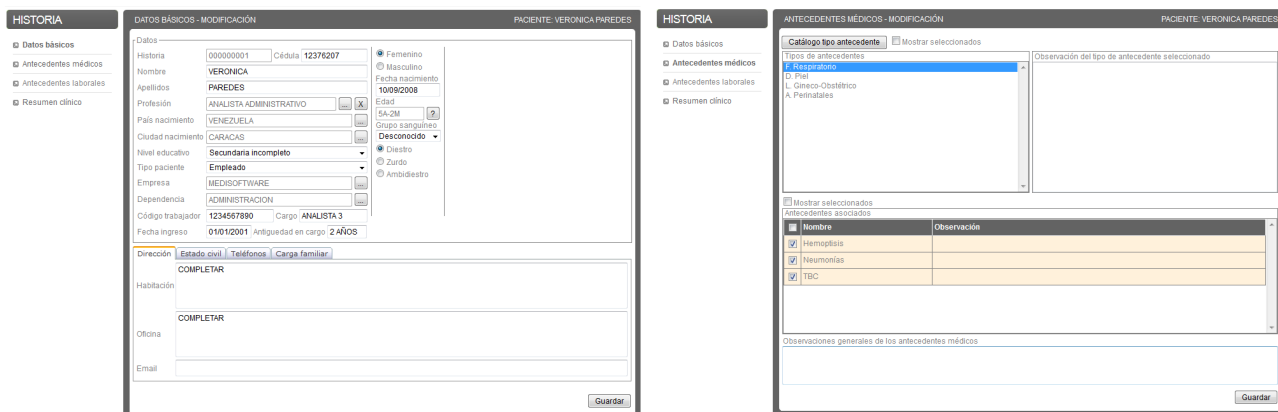 HISTORIA
Datos básicos
Antecedentes médicos
Antecedentes laborales
Resumen clínico
DATOS BÁSICOS - MODIFICACIÓN PACIENTE: VERONICA PAREDES
Datos
Historia 000000001 Cédula 12376207
Nombre VERONICA
Apellidos PAREDES
Profesión ANALISTA ADMINISTRATIVO ... X
País nacimiento VENEZUELA ...
Ciudad nacimiento CARACAS ...
Nivel educativo Secundaria incompleto
Tipo paciente Empleado
Empresa MEDISOFTWARE ...
Dependencia ADMINISTRACION ...
Código trabajador 1234567890 Cargo ANALISTA 3
Fecha ingreso 01/01/2001 Antiguedad en cargo 2 AÑOS
Femenino
Masculino
Fecha nacimiento
10/09/2008
Edad
5A-2M ?
Grupo sanguíneo
Desconocido
Diestro
Zurdo
Ambidiestro
Dirección Estado civil Teléfonos Carga familiar
Habitación COMPLETAR
Oficina COMPLETAR
Email
Guardar
HISTORIA
Datos básicos
Antecedentes médicos
Antecedentes laborales
Resumen clínico
ANTECEDENTES MÉDICOS - MODIFICACIÓN PACIENTE: VERONICA PAREDES
Catálogo tipo antecedente Mostrar seleccionados
Tipos de antecedentes
F. Respiratorio
D. Piel
L. Gineco-Obstétrico
A. Perinatales
Observación del tipo de antecedente seleccionado
Mostrar seleccionados
Antecedentes asociados
Nombre Observación
Hemoptisis
Neumonías
TBC
Observaciones generales de los antecedentes médicos
Guardar